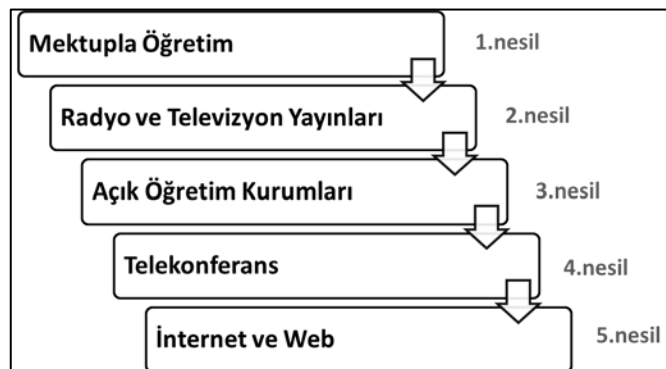 Mektupla Öğretim 1.nesil
Radyo ve Televizyon Yayınları 2.nesil
Açık Öğretim Kurumları 3.nesil
Telekonferans 4.nesil
İnternet ve Web 5.nesil